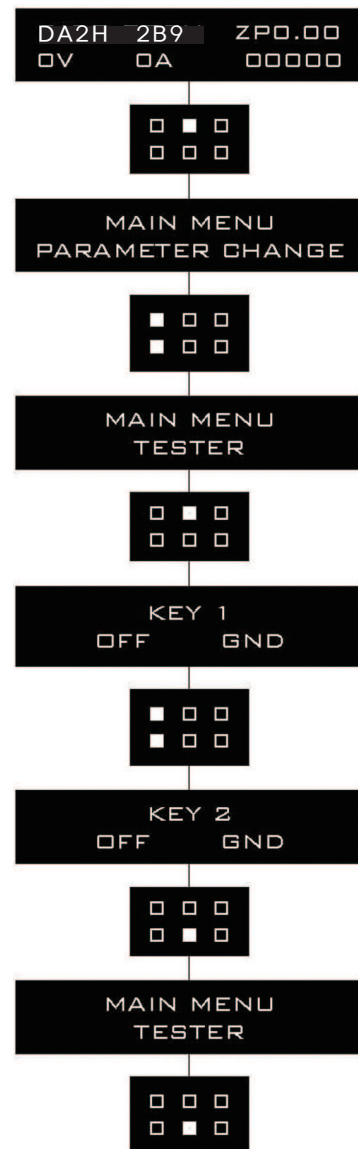 DA2H 2B9 ZP0.00
0V 0A 00000
MAIN MENU
PARAMETER CHANGE
MAIN MENU
TESTER
KEY 1
OFF GND
KEY 2
OFF GND
MAIN MENU
TESTER